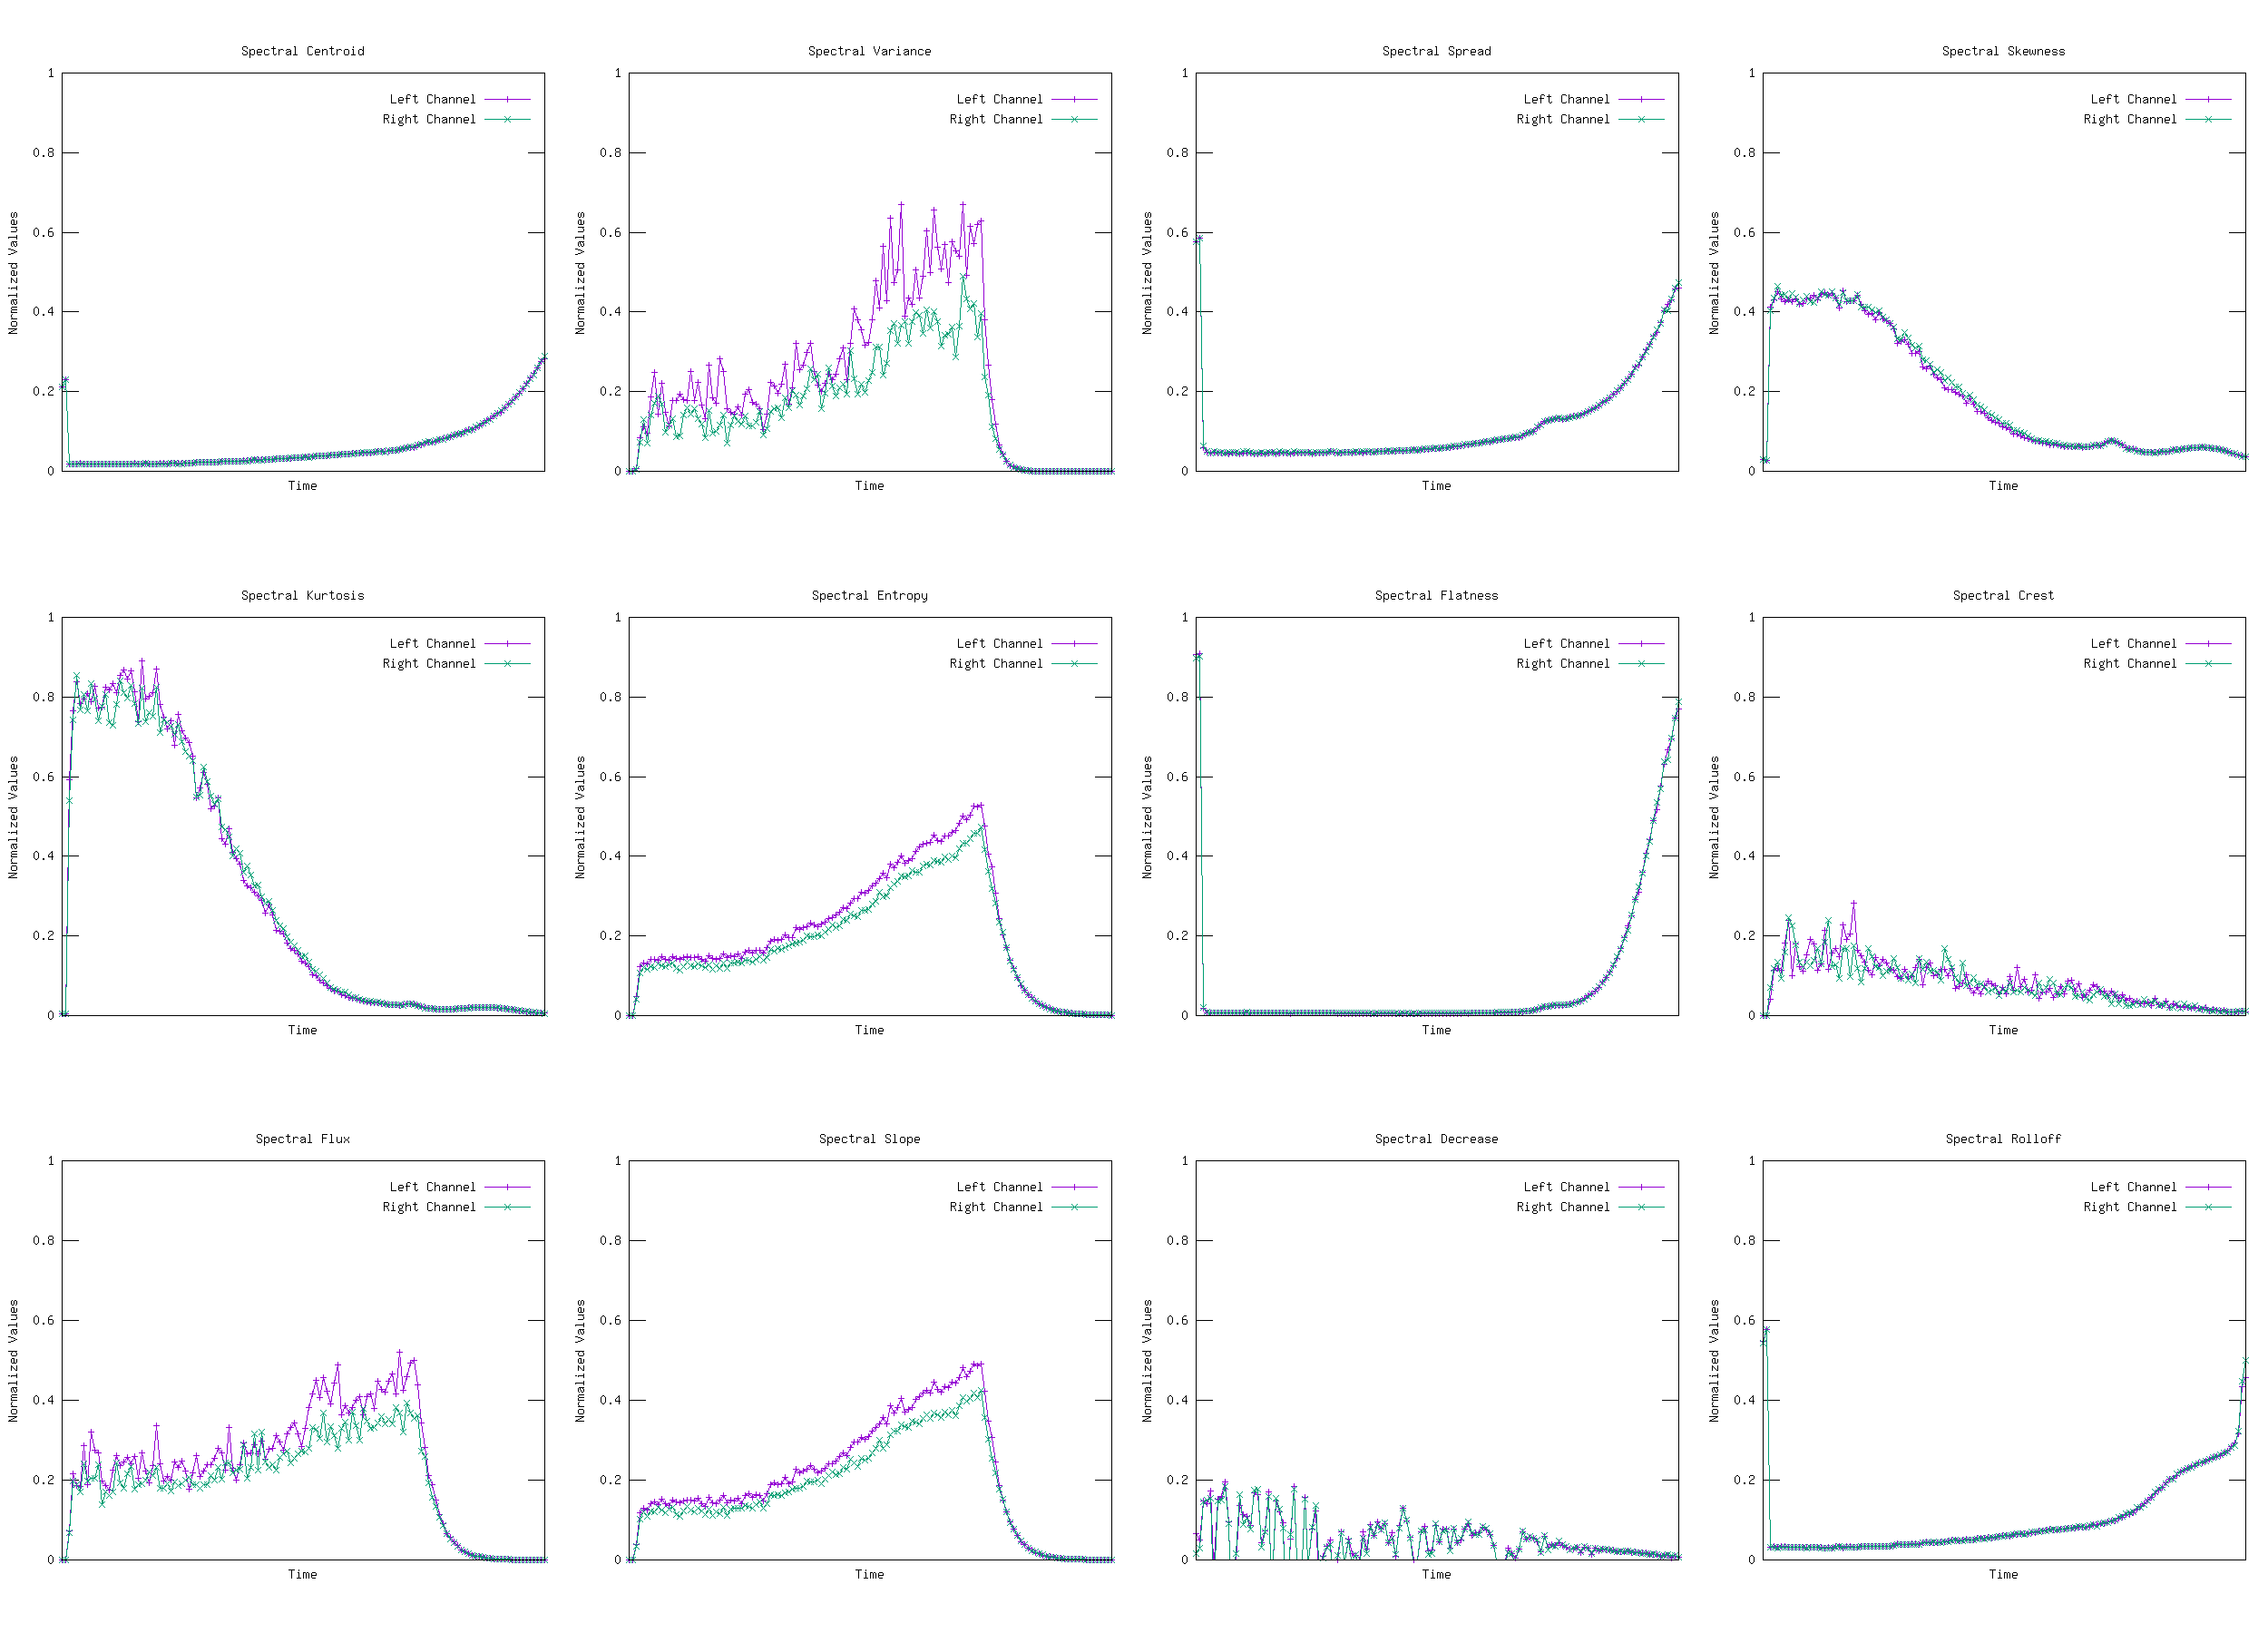 Spectral Centroid
1
0.8
0.6
0.4
0.2
0
Normalized Values
Time
Left Channel
Right Channel
Spectral Variance
1
0.8
0.6
0.4
0.2
0
Normalized Values
Time
Left Channel
Right Channel
Spectral Spread
1
0.8
0.6
0.4
0.2
0
Normalized Values
Time
Left Channel
Right Channel
Spectral Skewness
1
0.8
0.6
0.4
0.2
0
Normalized Values
Time
Left Channel
Right Channel
Spectral Kurtosis
1
0.8
0.6
0.4
0.2
0
Normalized Values
Time
Left Channel
Right Channel
Spectral Entropy
1
0.8
0.6
0.4
0.2
0
Normalized Values
Time
Left Channel
Right Channel
Spectral Flatness
1
0.8
0.6
0.4
0.2
0
Normalized Values
Time
Left Channel
Right Channel
Spectral Crest
1
0.8
0.6
0.4
0.2
0
Normalized Values
Time
Left Channel
Right Channel
Spectral Flux
1
0.8
0.6
0.4
0.2
0
Normalized Values
Time
Left Channel
Right Channel
Spectral Slope
1
0.8
0.6
0.4
0.2
0
Normalized Values
Time
Left Channel
Right Channel
Spectral Decrease
1
0.8
0.6
0.4
0.2
0
Normalized Values
Time
Left Channel
Right Channel
Spectral Rolloff
1
0.8
0.6
0.4
0.2
0
Normalized Values
Time
Left Channel
Right Channel